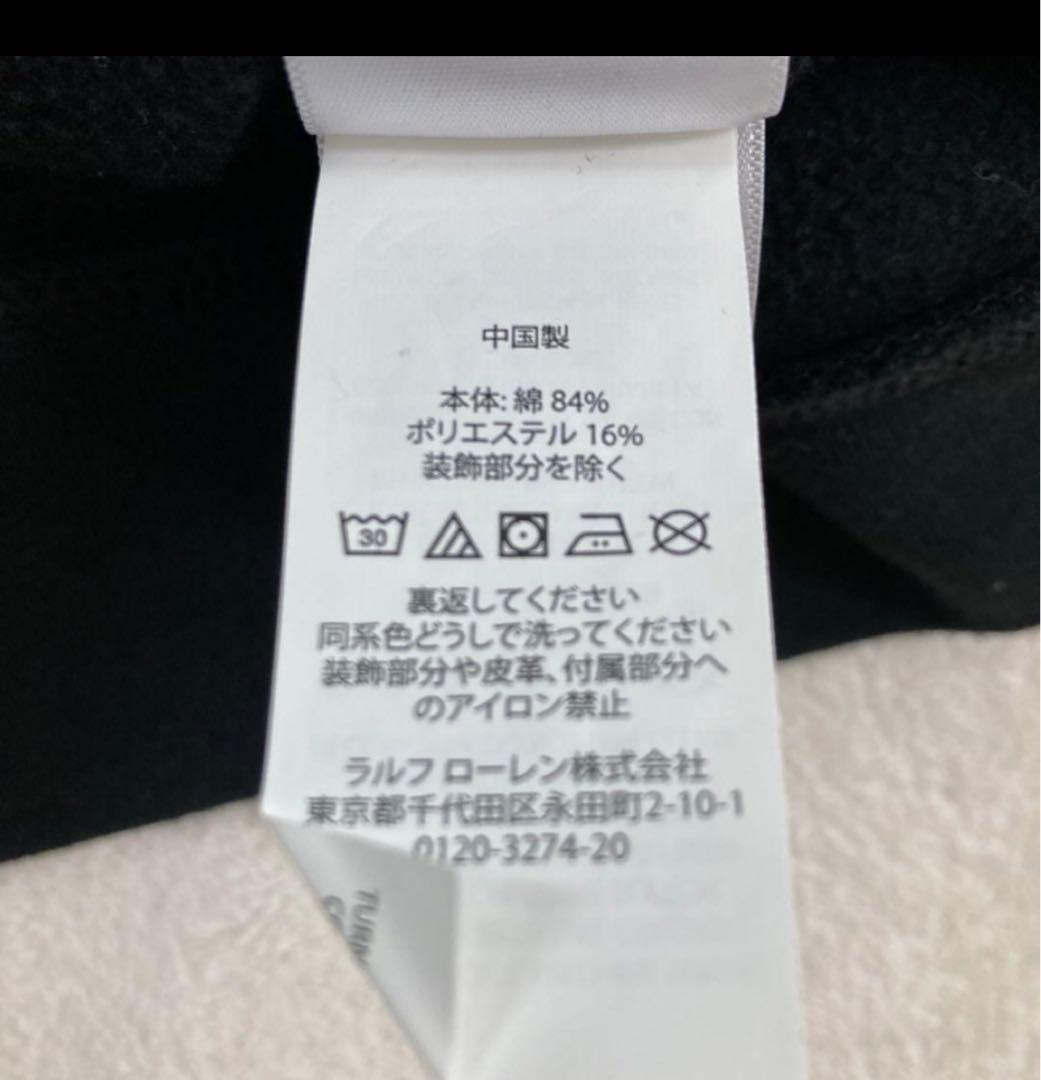 中国製
本体: 綿 84%
ポリエステル 16%
装飾部分を除く
30
裏返してください
同系色どうしで洗ってください
装飾部分や皮革、付属部分へ
のアイロン禁止
ラルフ ローレン株式会社
東京都千代田区永田町2-10-1
0120-3274-20
TURN